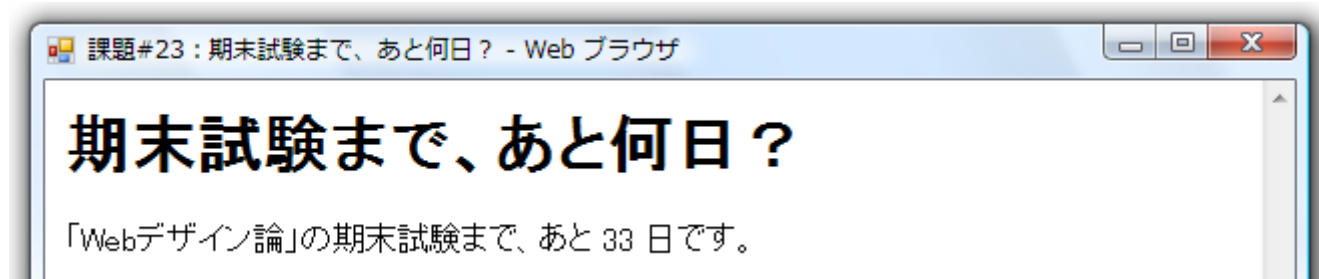 課題#23：期末試験まで、あと何日？ - Web ブラウザ
期末試験まで、あと何日？
「Webデザイン論」の期末試験まで、あと 33 日です。